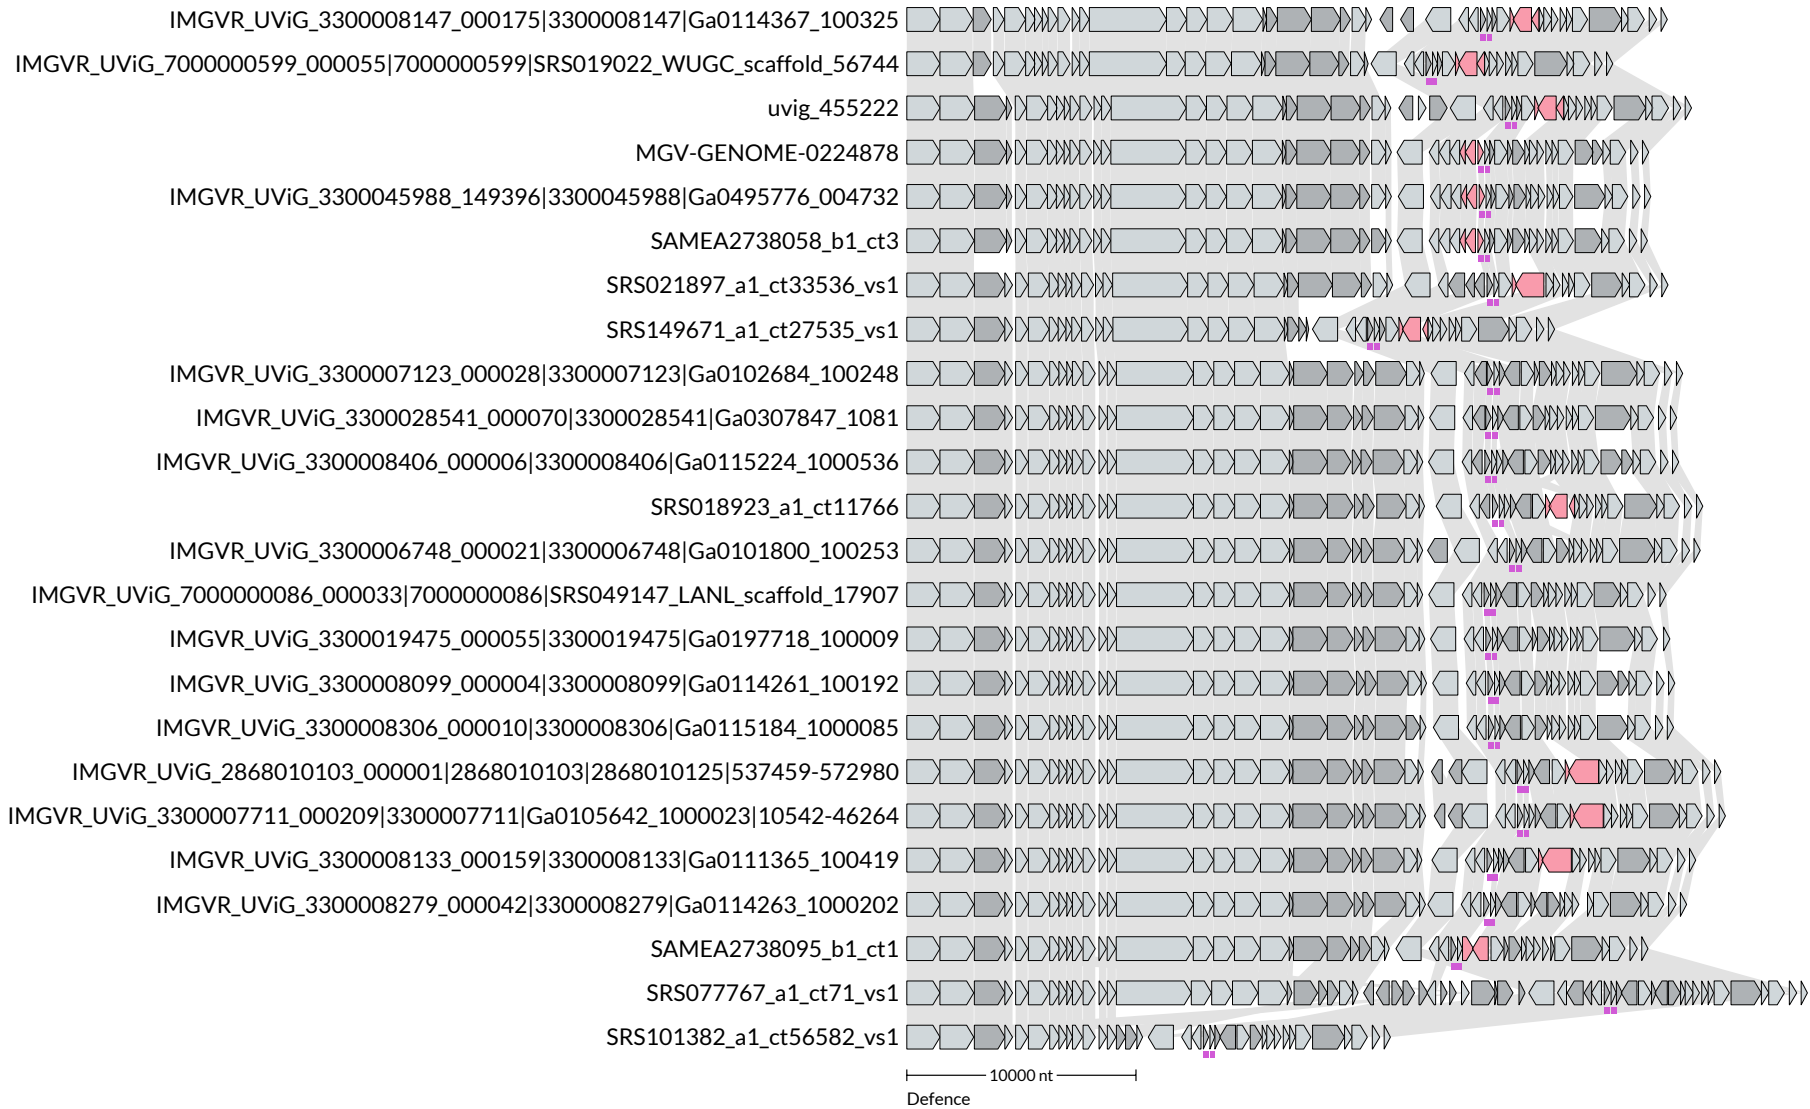 IMGVR_UViG_3300008147_000175|3300008147|Ga0114367_100325
IMGVR_UViG_7000000599_000055|7000000599|SRS019022_WUGC_scaffold_56744
uvig_455222
MGV-GENOME-0224878
IMGVR_UViG_3300045988_149396|3300045988|Ga0495776_004732
SAMEA2738058_b1_ct3
SRS021897_a1_ct33536_vs1
SRS149671_a1_ct27535_vs1
IMGVR_UViG_3300007123_000028|3300007123|Ga0102684_100248
IMGVR_UViG_3300028541_000070|3300028541|Ga0307847_1081
IMGVR_UViG_3300008406_000006|3300008406|Ga0115224_1000536
SRS018923_a1_ct11766
IMGVR_UViG_3300006748_000021|3300006748|Ga0101800_100253
IMGVR_UViG_7000000086_000033|7000000086|SRS049147_LANL_scaffold_17907
IMGVR_UViG_3300019475_000055|3300019475|Ga0197718_100009
IMGVR_UViG_3300008099_000004|3300008099|Ga0114261_100192
IMGVR_UViG_3300008306_000010|3300008306|Ga0115184_1000085
IMGVR_UViG_2868010103_000001|2868010103|2868010125|537459-572980
IMGVR_UViG_3300007711_000209|3300007711|Ga0105642_1000023|10542-46264
IMGVR_UViG_3300008133_000159|3300008133|Ga0111365_100419
IMGVR_UViG_3300008279_000042|3300008279|Ga0114263_1000202
SAMEA2738095_b1_ct1
SRS077767_a1_ct71_vs1
SRS101382_a1_ct56582_vs1
10000 nt
Defence